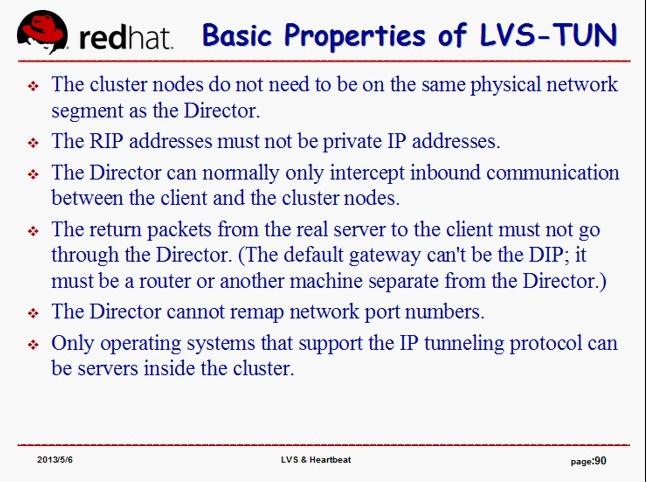 redhat.
Basic Properties of LVS-TUN
The cluster nodes do not need to be on the same physical network
segment as the Director.
The RIP addresses must not be private IP addresses.
The Director can normally only intercept inbound communication
between the client and the cluster nodes.
The return packets from the real server to the client must not go
through the Director. (The default gateway can't be the DIP; it
must be a router or another machine separate from the Director.)
The Director cannot remap network port numbers.
Only operating systems that support the IP tunneling protocol can
be servers inside the cluster.
2013/5/6
LVS & Heartbeat
page:90